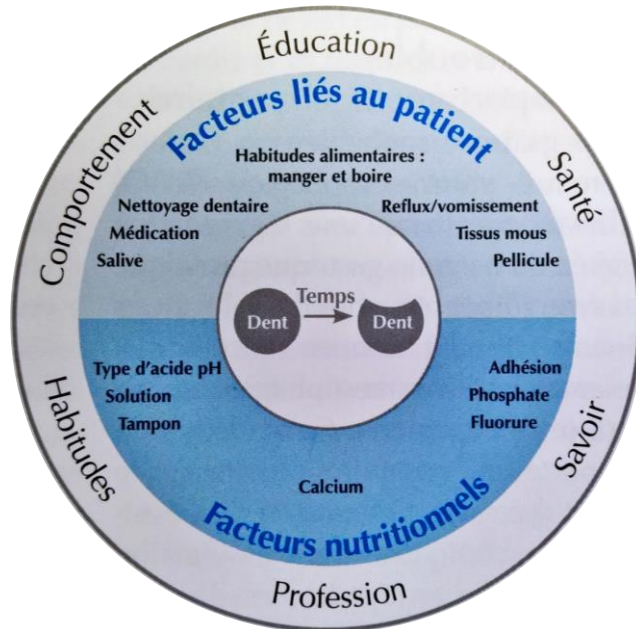 Éducation
Comportement
Santé
Facteurs liés au patient
Habitudes alimentaires :
manger et boire
Nettoyage dentaire
Reflux/vomissement
Médication
Tissus mous
Salive
Pellicule
Temps
Dent
Dent
Type d'acide pH
Adhésion
Solution
Phosphate
Tampon
Fluorure
Calcium
Facteurs nutritionnels
Habitudes
Savoir
Profession